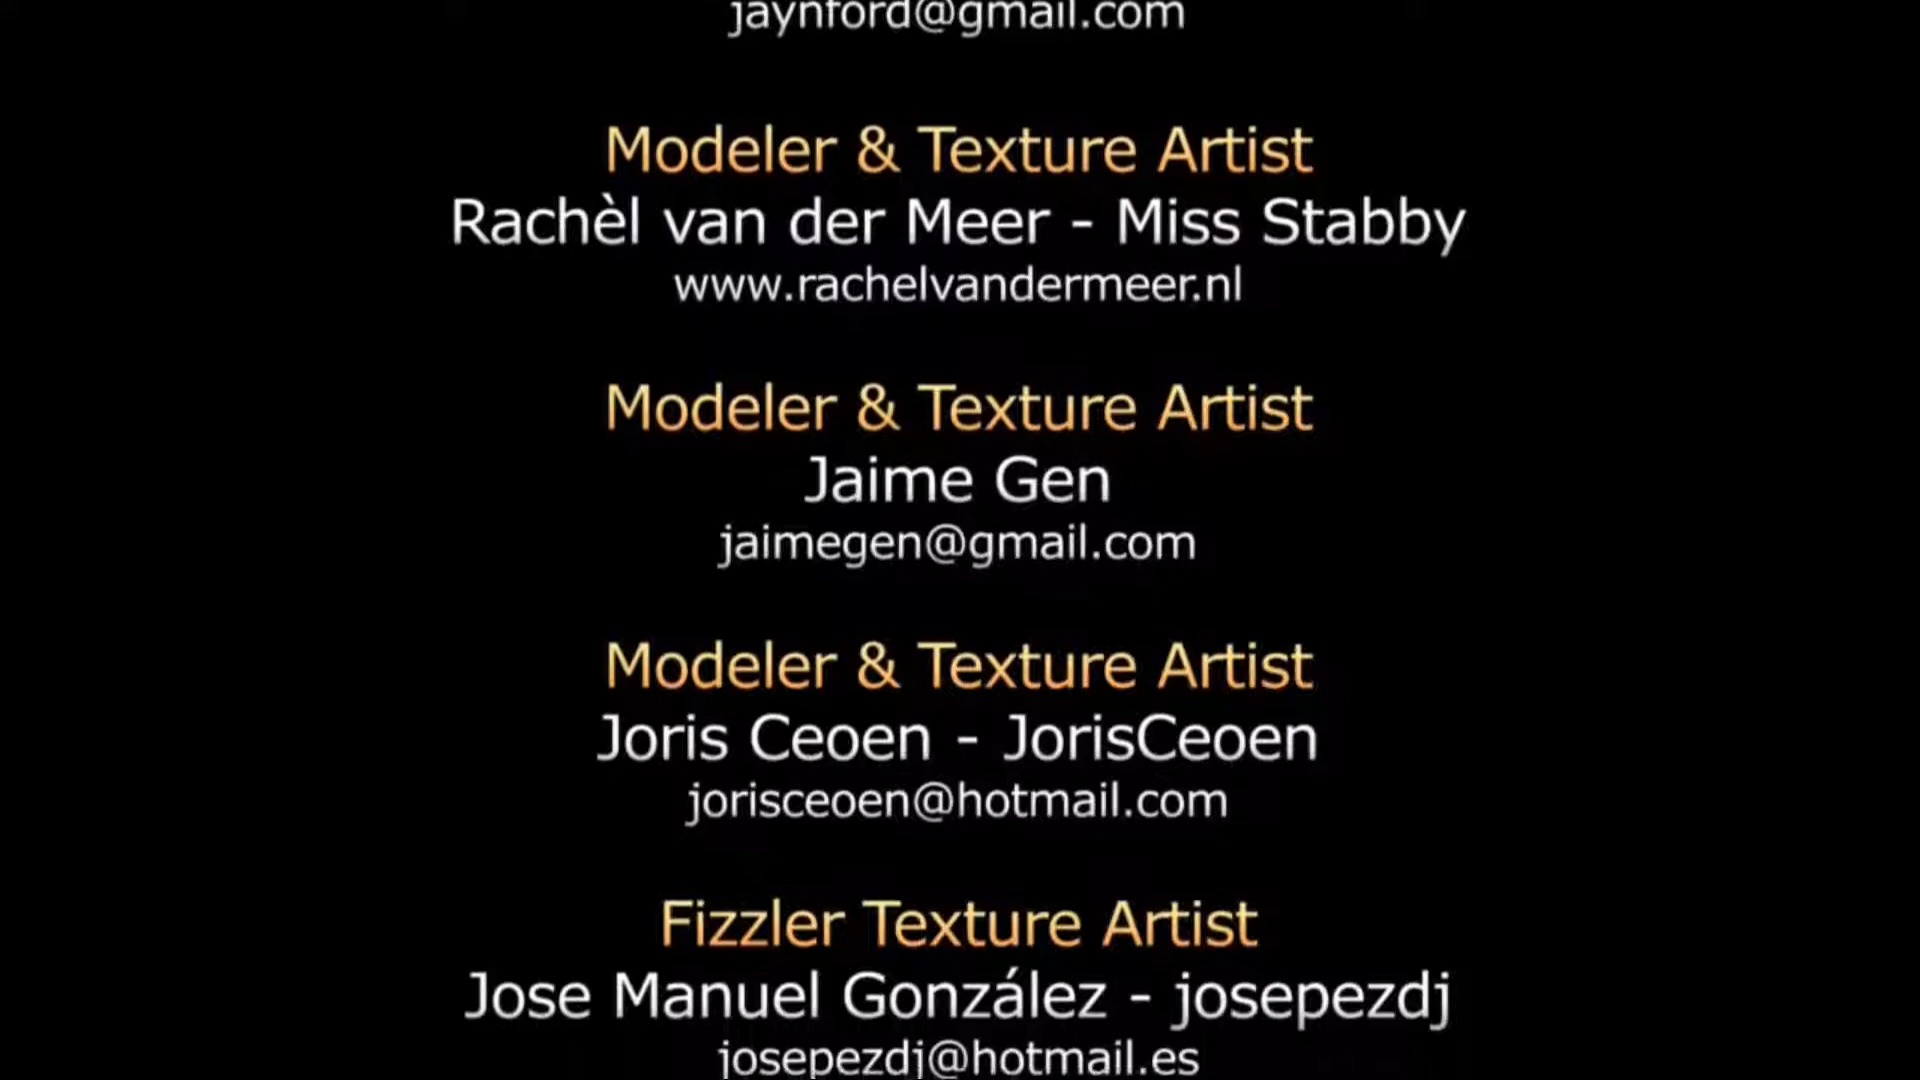 jaynford@gmail.com
Modeler & Texture Artist
Rachèl van der Meer - Miss Stabby
www.rachelvandermeer.nl
Modeler & Texture Artist
Jaime Gen
jaimegen@gmail.com
Modeler & Texture Artist
Joris Ceoen - JorisCeoen
jorisceoen@hotmail.com
Fizzler Texture Artist
Jose Manuel González - josepezdj
josepezdj@hotmail.es